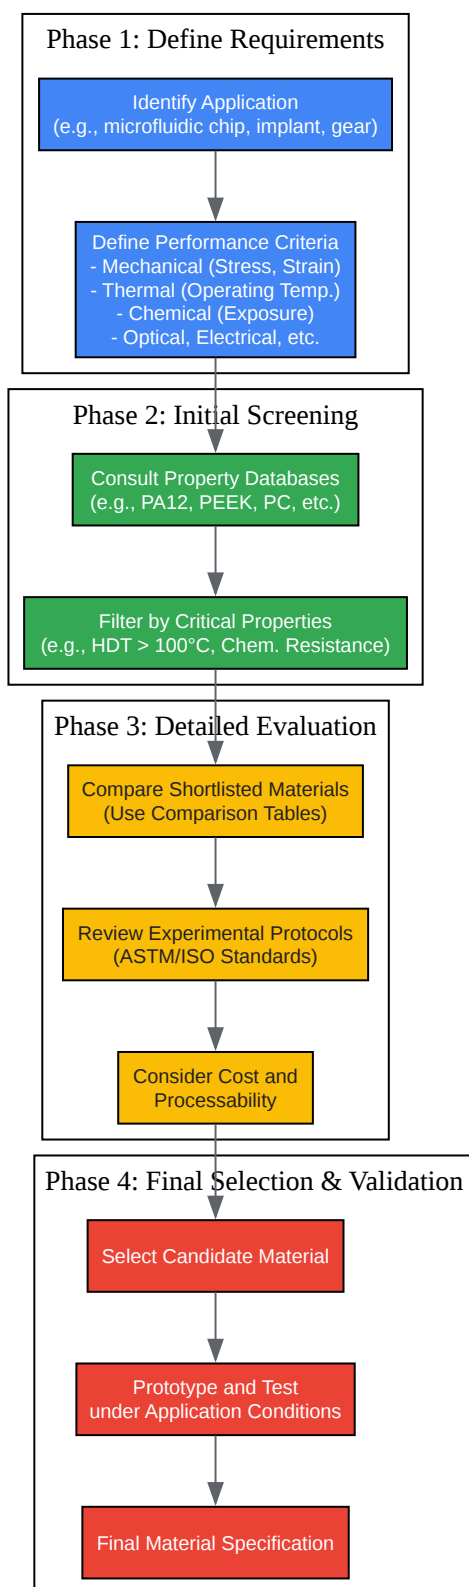 Phase 1: Define Requirements
Identify Application
(e.g., microfluidic chip, implant, gear)
Define Performance Criteria
- Mechanical (Stress, Strain)
- Thermal (Operating Temp.)
- Chemical (Exposure)
- Optical, Electrical, etc.
Phase 2: Initial Screening
Consult Property Databases
(e.g., PA12, PEEK, PC, etc.)
Filter by Critical Properties
(e.g., HDT > 100°C, Chem. Resistance)
Phase 3: Detailed Evaluation
Compare Shortlisted Materials
(Use Comparison Tables)
Review Experimental Protocols
(ASTM/ISO Standards)
Consider Cost and
Processability
Phase 4: Final Selection & Validation
Select Candidate Material
Prototype and Test
under Application Conditions
Final Material Specification